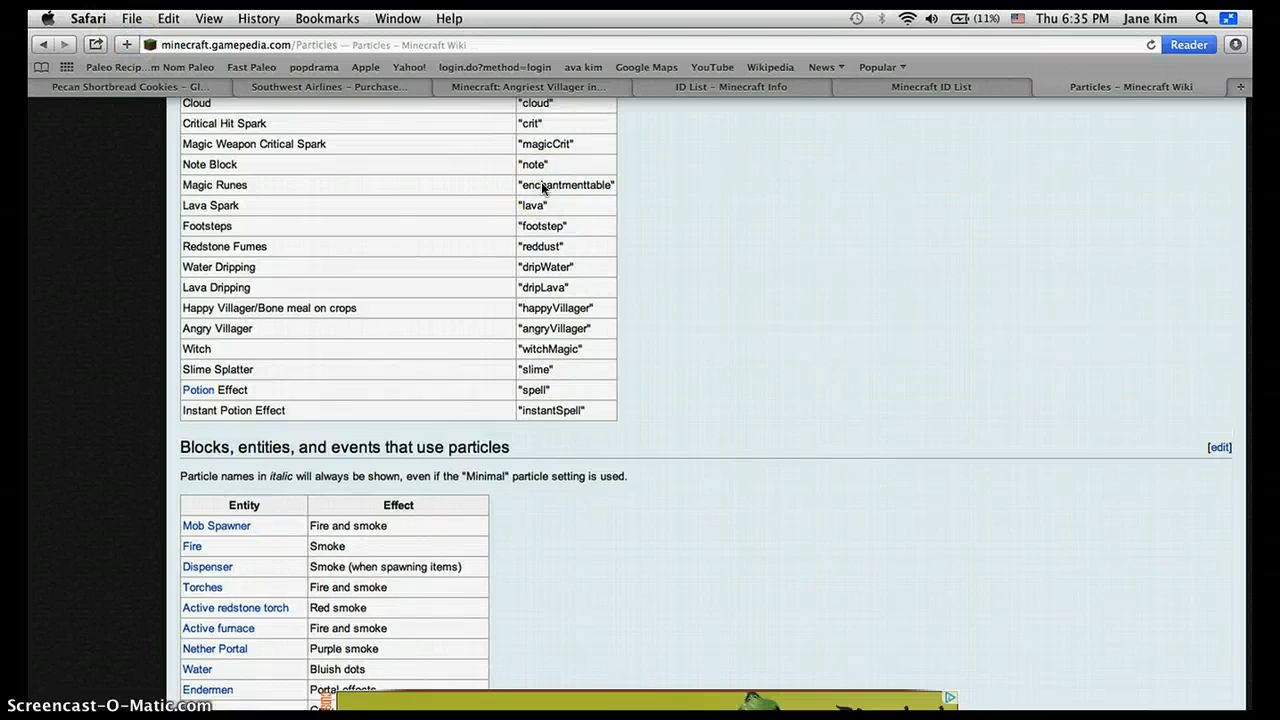 Safari File Edit View History Bookmarks Window Help (11%) Thu 6:35 PM Jane Kim
minecraft.gamepedia.com/Particles — Particles – Minecraft Wiki Reader
Paleo Recip...m Nom Paleo Fast Paleo popdrama Apple Yahoo! login.do?method=login ava kim Google Maps YouTube Wikipedia News Popular
Pecan Shortbread Cookies – Gl... Southwest Airlines – Purchase... Minecraft: Angriest Villager in... ID List – Minecraft Info Minecraft ID List Particles – Minecraft Wiki
Cloud "cloud"
Critical Hit Spark "crit"
Magic Weapon Critical Spark "magicCrit"
Note Block "note"
Magic Runes "enchantmenttable"
Lava Spark "lava"
Footsteps "footstep"
Redstone Fumes "reddust"
Water Dripping "dripWater"
Lava Dripping "dripLava"
Happy Villager/Bone meal on crops "happyVillager"
Angry Villager "angryVillager"
Witch "witchMagic"
Slime Splatter "slime"
Potion Effect "spell"
Instant Potion Effect "instantSpell"
Blocks, entities, and events that use particles [edit]
Particle names in italic will always be shown, even if the "Minimal" particle setting is used.
Entity Effect
Mob Spawner Fire and smoke
Fire Smoke
Dispenser Smoke (when spawning items)
Torches Fire and smoke
Active redstone torch Red smoke
Active furnace Fire and smoke
Nether Portal Purple smoke
Water Bluish dots
Endermen Portal effects
Screencast-O-Matic.com